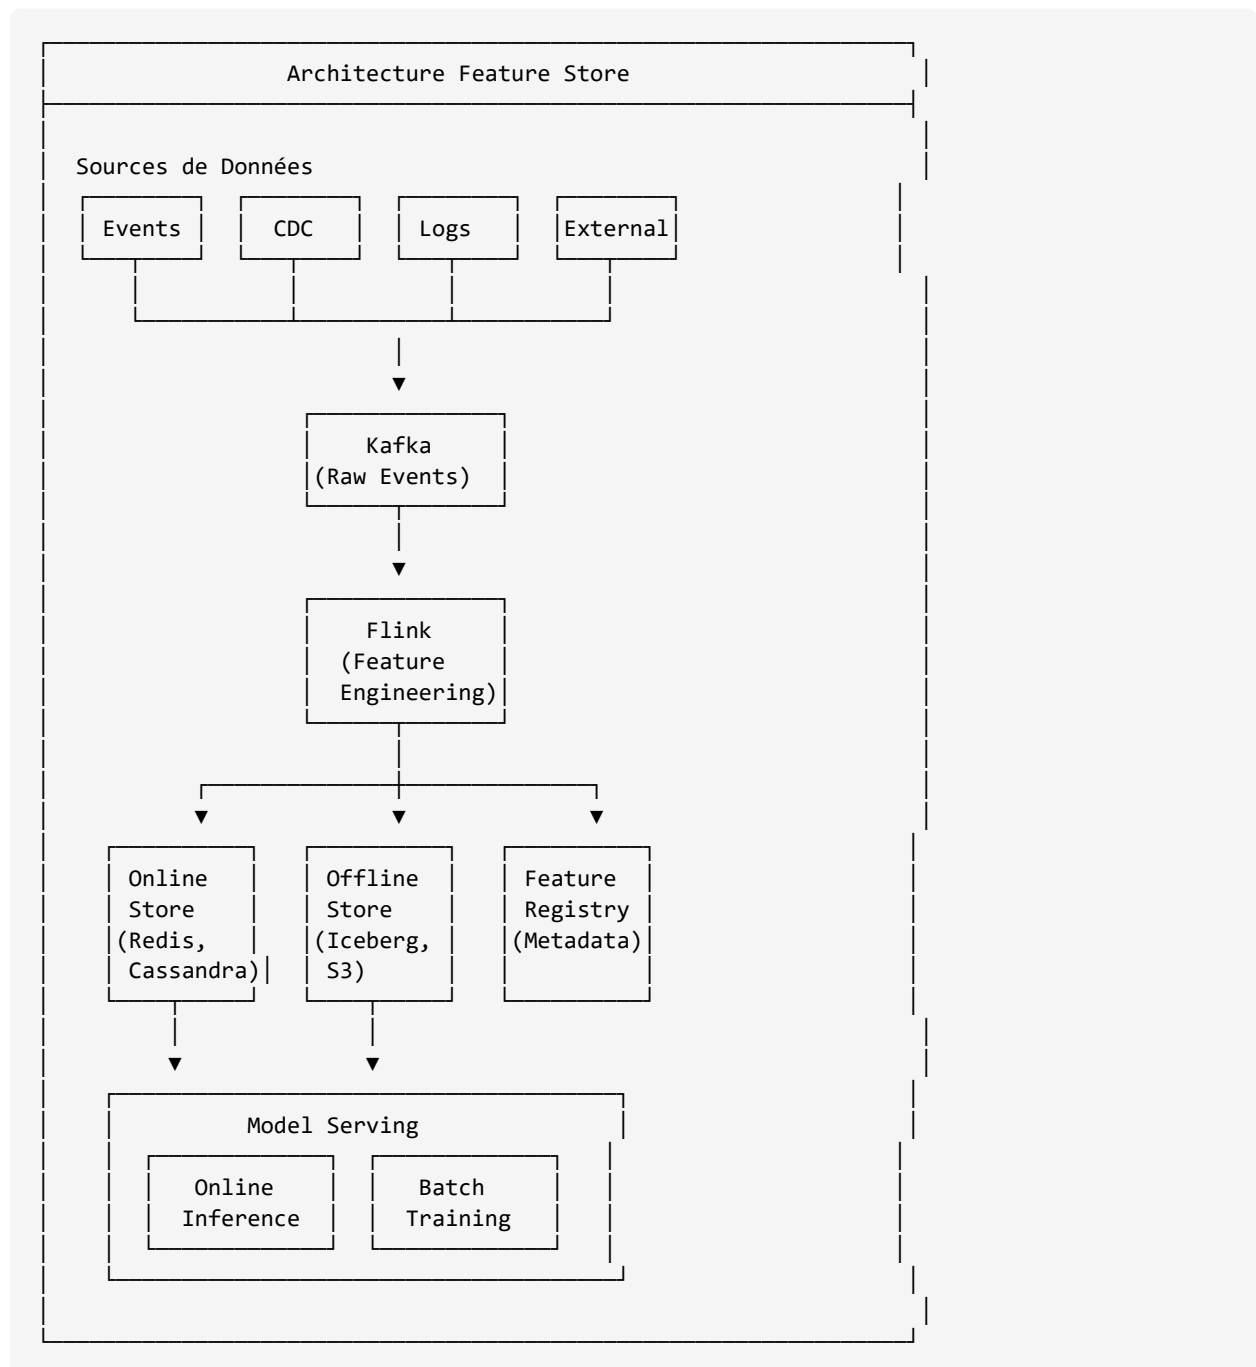 Architecture Feature Store
Sources de Données
Events CDC Logs External
Kafka
(Raw Events)
Flink
(Feature
Engineering)
Online Offline Feature
Store Store Registry
(Redis, (Iceberg, (Metadata)
Cassandra) S3)
Model Serving
Online Batch
Inference Training